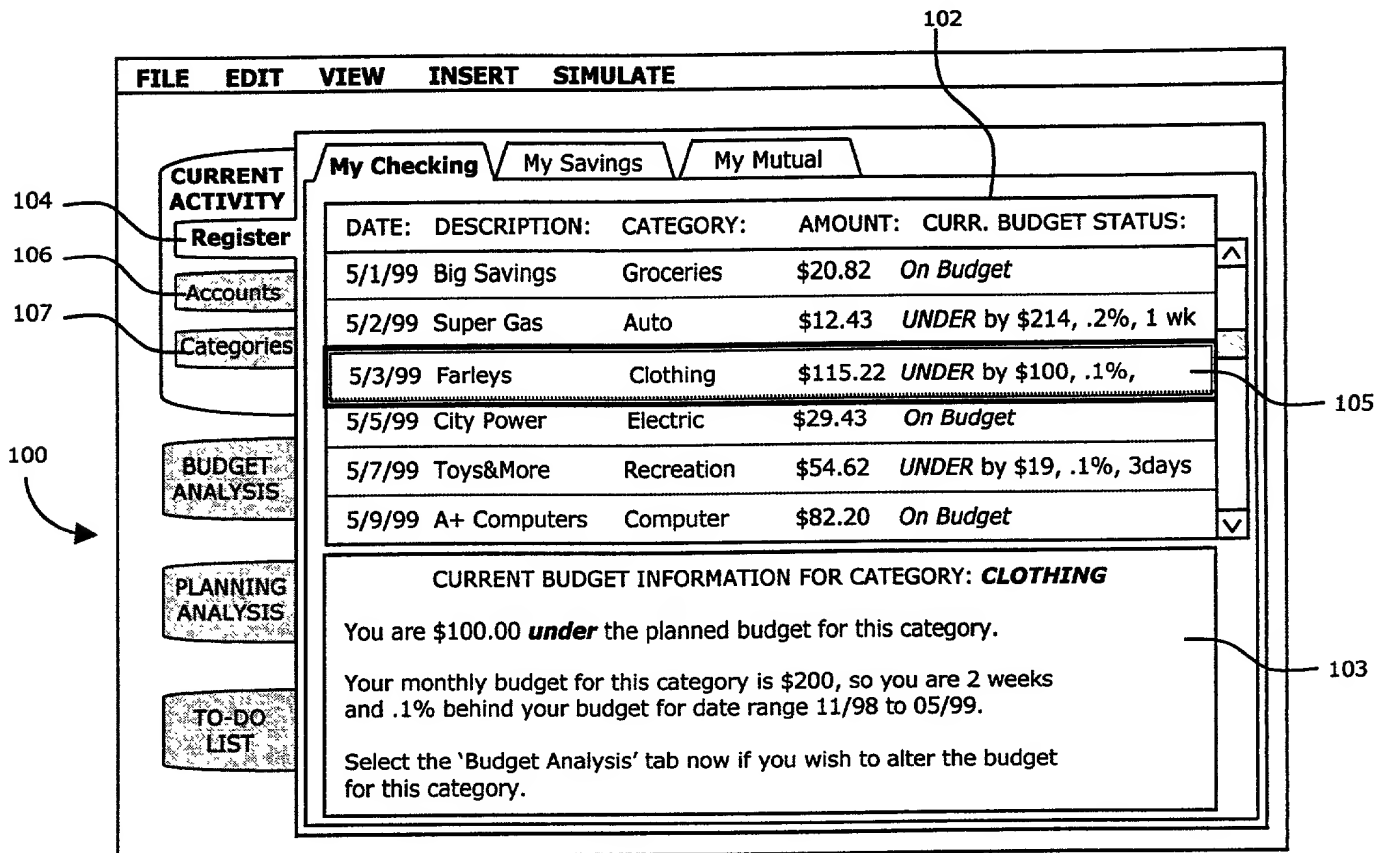 102
FILE EDIT VIEW INSERT SIMULATE
My Checking My Savings My Mutual
CURRENT
ACTIVITY
104
Register
106
Accounts
107
Categories
DATE: DESCRIPTION: CATEGORY: AMOUNT: CURR. BUDGET STATUS:
5/1/99 Big Savings Groceries $20.82 On Budget
5/2/99 Super Gas Auto $12.43 UNDER by $214, .2%, 1 wk
5/3/99 Farleys Clothing $115.22 UNDER by $100, .1%,
105
5/5/99 City Power Electric $29.43 On Budget
5/7/99 Toys&More Recreation $54.62 UNDER by $19, .1%, 3days
5/9/99 A+ Computers Computer $82.20 On Budget
100
BUDGET
ANALYSIS
PLANNING
ANALYSIS
TO-DO
LIST
CURRENT BUDGET INFORMATION FOR CATEGORY: CLOTHING
You are $100.00 under the planned budget for this category.
103
Your monthly budget for this category is $200, so you are 2 weeks
and .1% behind your budget for date range 11/98 to 05/99.
Select the 'Budget Analysis' tab now if you wish to alter the budget
for this category.